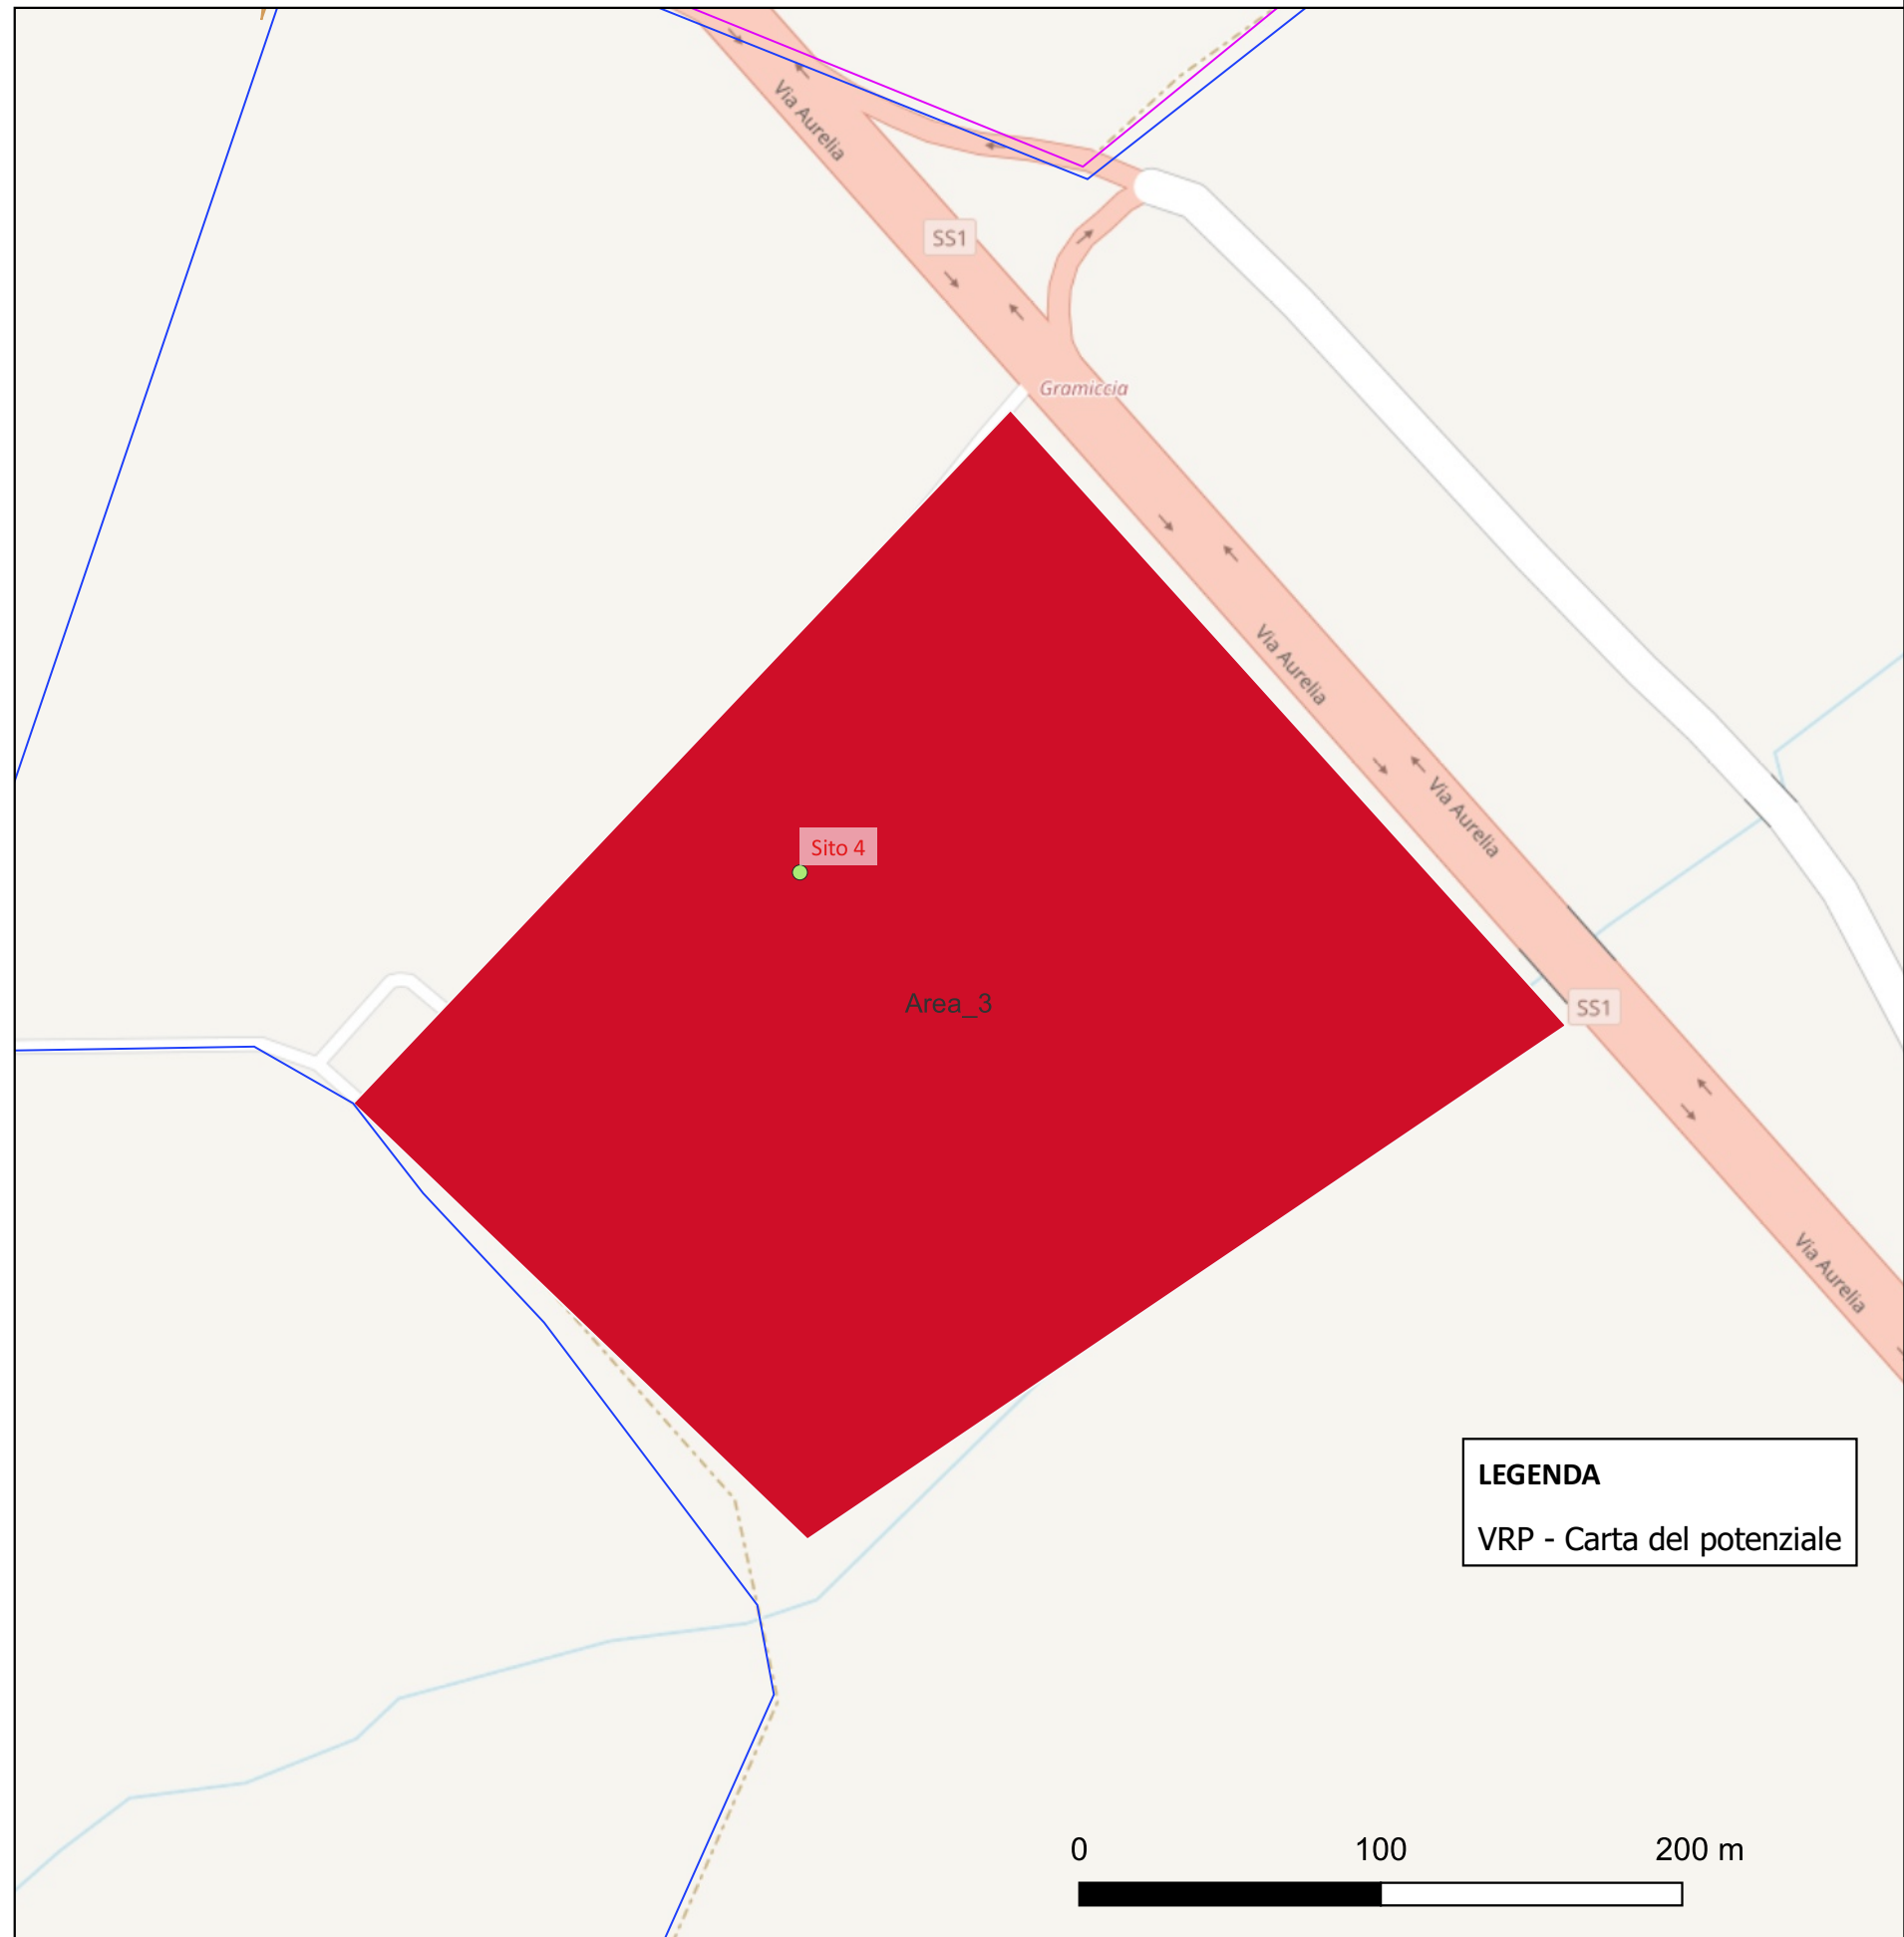 Via Aurelia
SS1
Gramiccia
Via Aurelia
Via Aurelia
Sito 4
Area_3
SS1
Via Aurelia
LEGENDA
VRP - Carta del potenziale
0 100 200 m